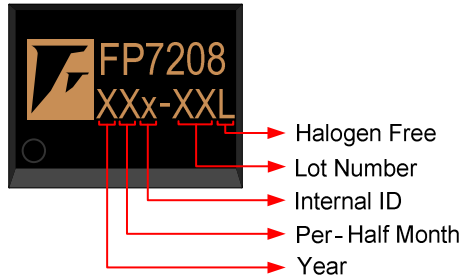 FP7208
XXx-XXL
Halogen Free
Lot Number
Internal ID
Per-Half Month
Year